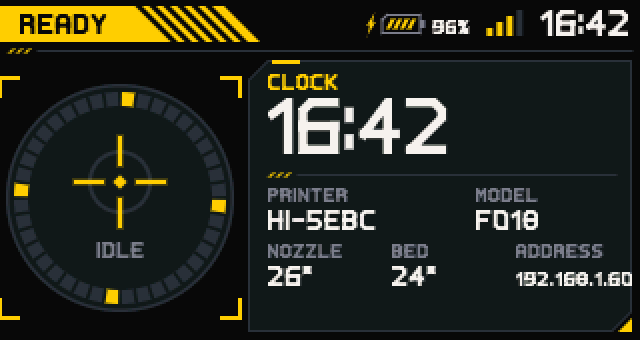 READY 96% 16:42
CLOCK
16:42
PRINTER MODEL
HI-5EBC F018
NOZZLE BED ADDRESS
26° 24° 192.168.1.60
IDLE